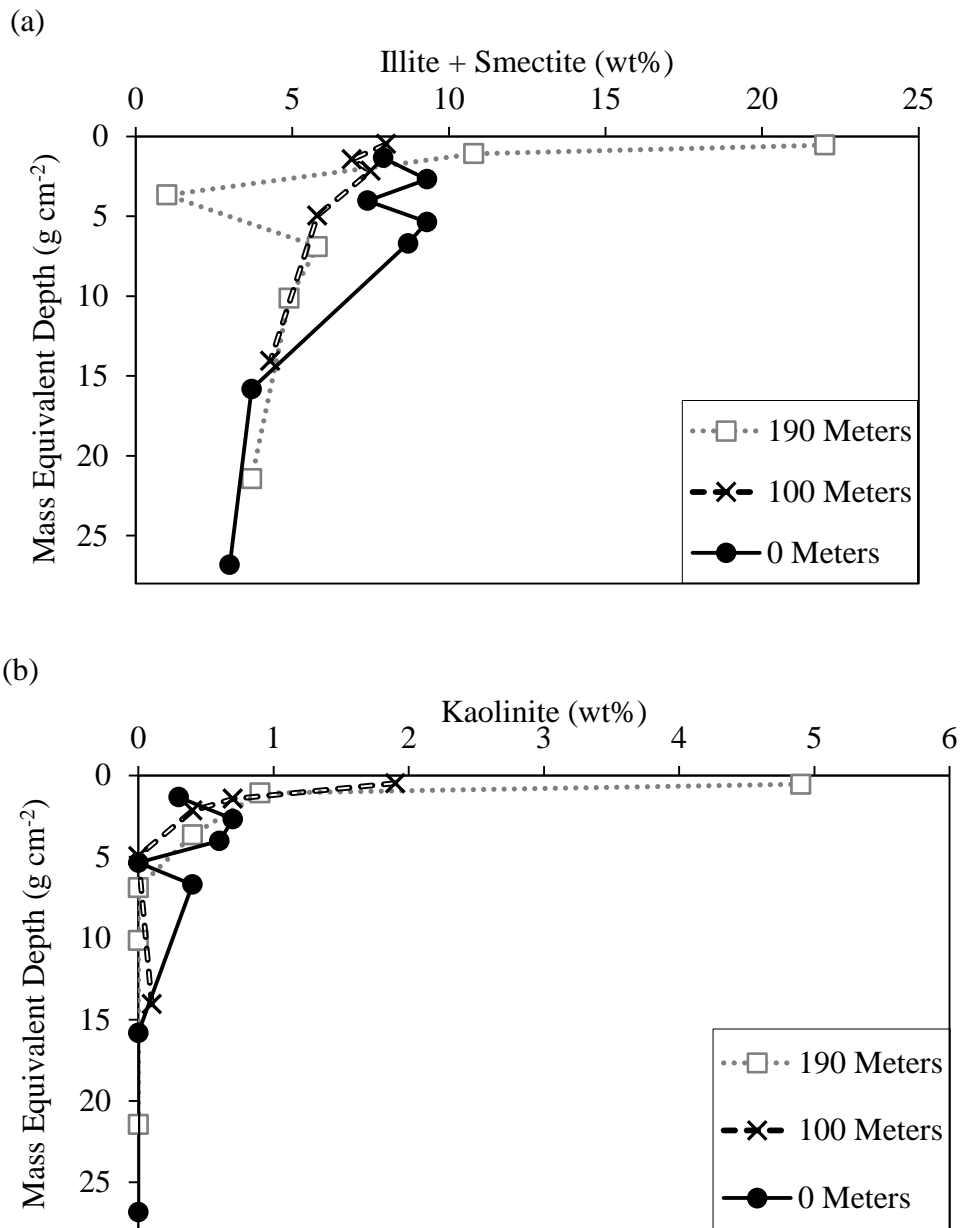 (a)
Illite + Smectite (wt%)
0 5 10 15 20 25
Mass Equivalent Depth (g cm⁻²)
0
5
10
15
20
25
190 Meters
100 Meters
0 Meters
(b)
Kaolinite (wt%)
0 1 2 3 4 5 6
Mass Equivalent Depth (g cm⁻²)
0
5
10
15
20
25
190 Meters
100 Meters
0 Meters